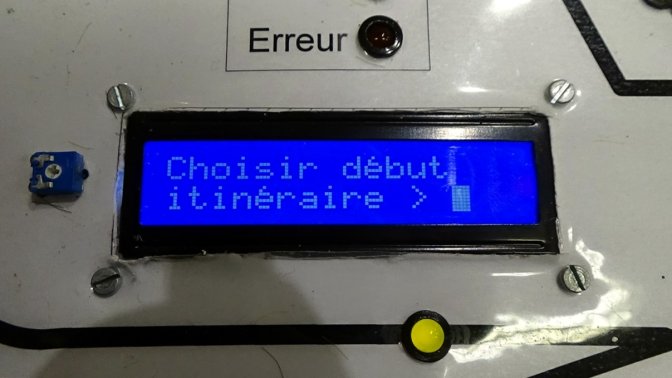 Erreur
Choisir début
itinéraire >